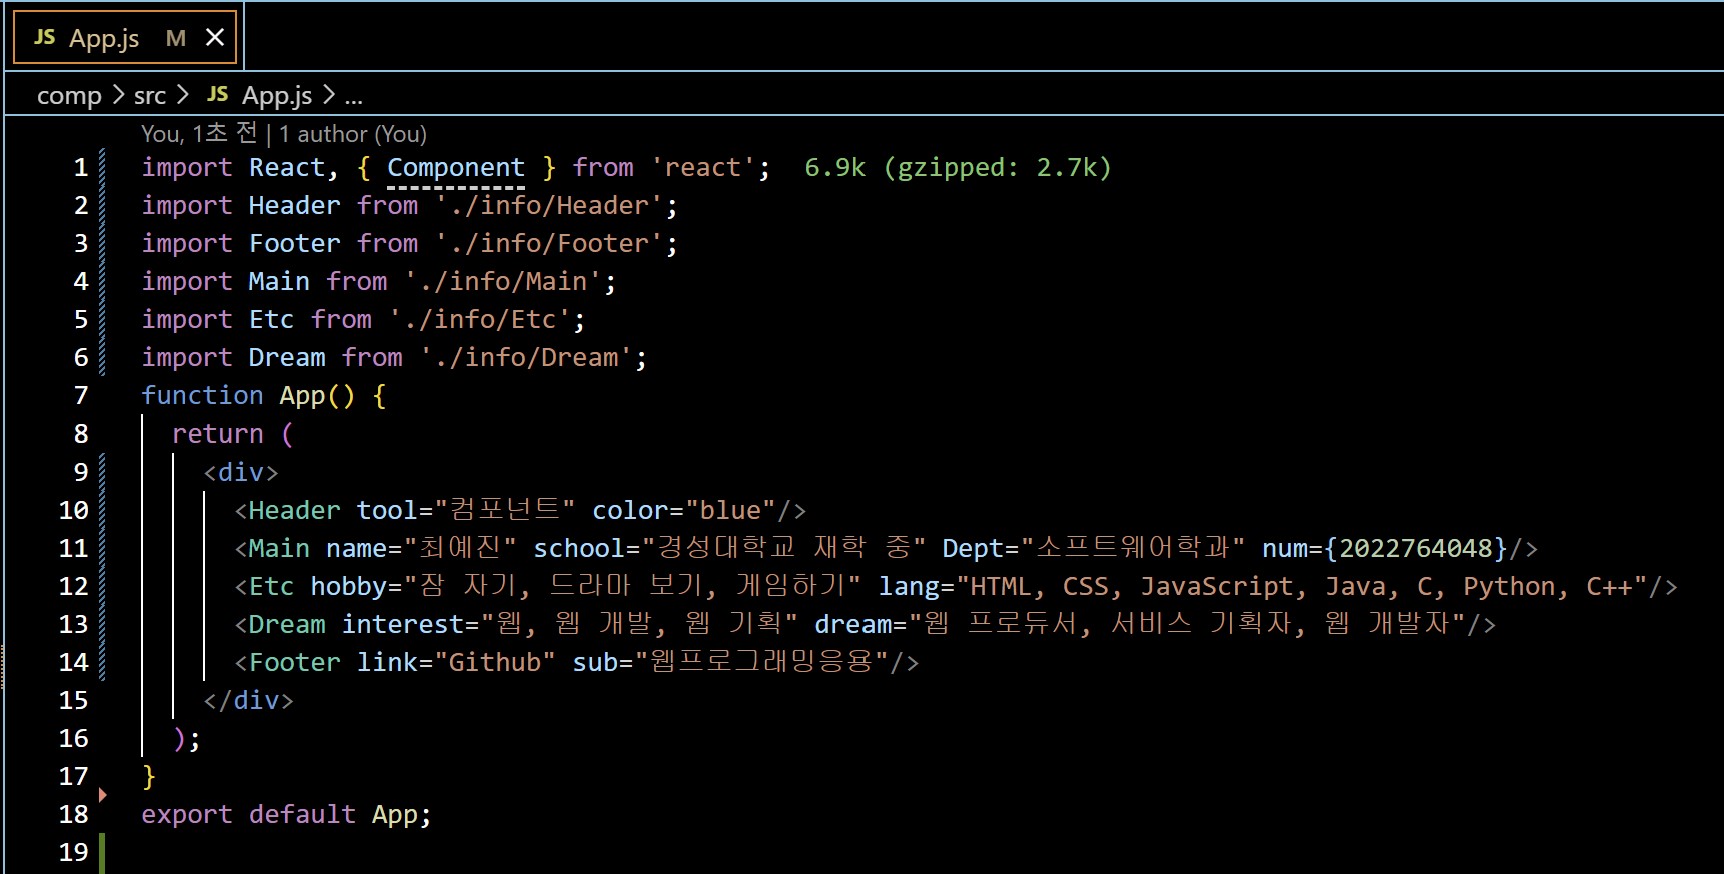 JS App.js M ×
comp > src > JS App.js > ...
You, 1초 전 | 1 author (You)
1 import React, { Component } from 'react'; 6.9k (gzipped: 2.7k)
2 import Header from './info/Header';
3 import Footer from './info/Footer';
4 import Main from './info/Main';
5 import Etc from './info/Etc';
6 import Dream from './info/Dream';
7 function App() {
8 return (
9 <div>
10 <Header tool="컴포넌트" color="blue"/>
11 <Main name="최예진" school="경성대학교 재학 중" Dept="소프트웨어학과" num={2022764048}/>
12 <Etc hobby="잠 자기, 드라마 보기, 게임하기" lang="HTML, CSS, JavaScript, Java, C, Python, C++"/>
13 <Dream interest="웹, 웹 개발, 웹 기획" dream="웹 프로듀서, 서비스 기획자, 웹 개발자"/>
14 <Footer link="Github" sub="웹프로그래밍응용"/>
15 </div>
16 );
17 }
18 export default App;
19